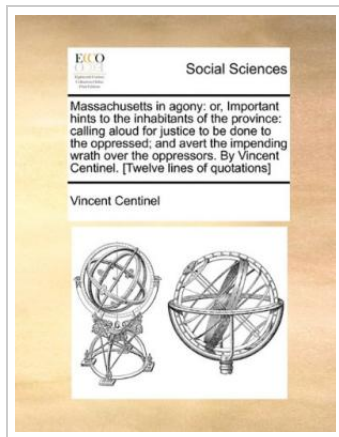 ECCO
Social Sciences
Massachusetts in agony: or, Important
hints to the inhabitants of the province:
calling aloud for justice to be done to
the oppressed; and avert the impending
wrath over the oppressors. By Vincent
Centinel. [Twelve lines of quotations]
Vincent Centinel